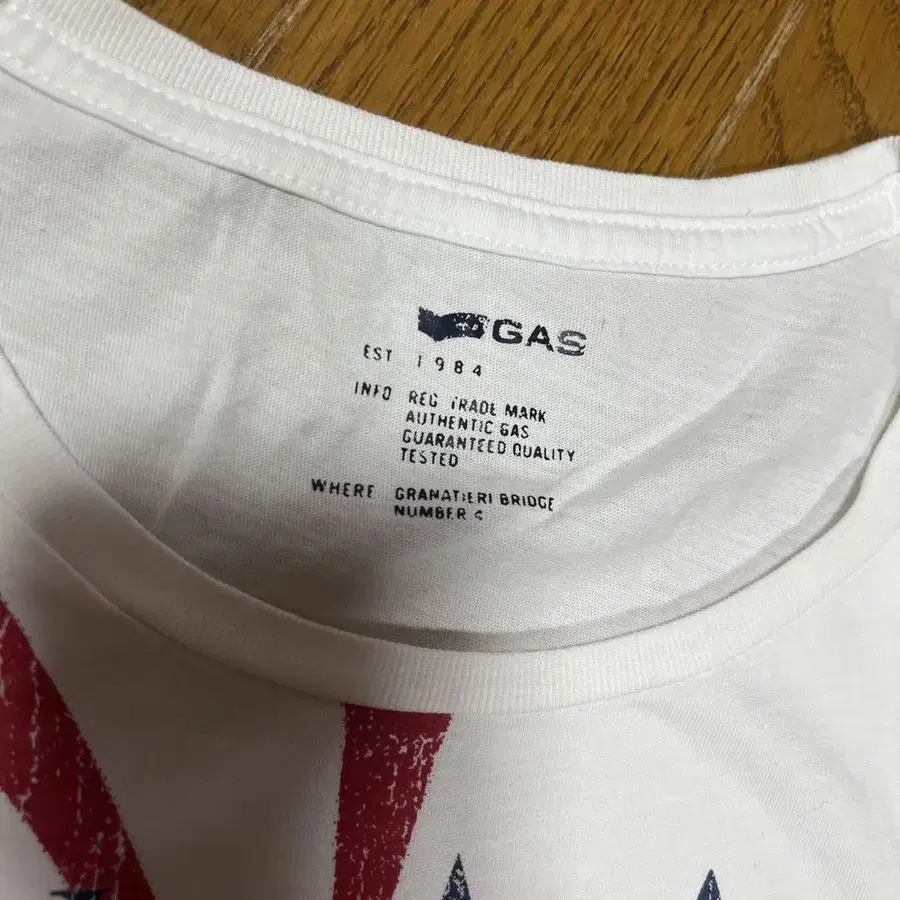 GAS
EST 1984
INFO REG TRADE MARK
AUTHENTIC GAS
GUARANTEED QUALITY
TESTED
WHERE GRANATIERI BRIDGE
NUMBER 4